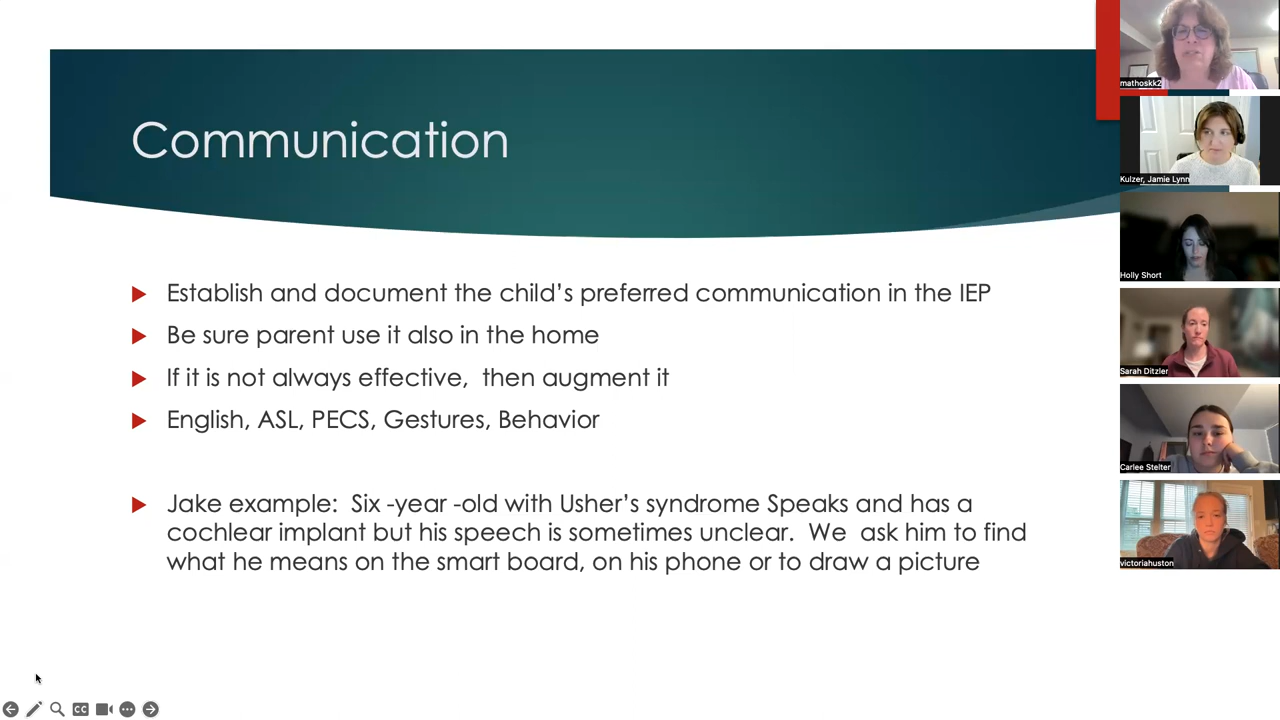 Communication
Establish and document the child's preferred communication in the IEP
Be sure parent use it also in the home
If it is not always effective,  then augment it
English, ASL, PECS, Gestures, Behavior
Jake example:  Six -year -old with Usher's syndrome Speaks and has a
cochlear implant but his speech is sometimes unclear.  We  ask him to find
what he means on the smart board, on his phone or to draw a picture
mathoskk2
Kulzer, Jamie Lynn
Holly Short
Sarah Ditzler
Carlee Stelter
victoriahuston
CC